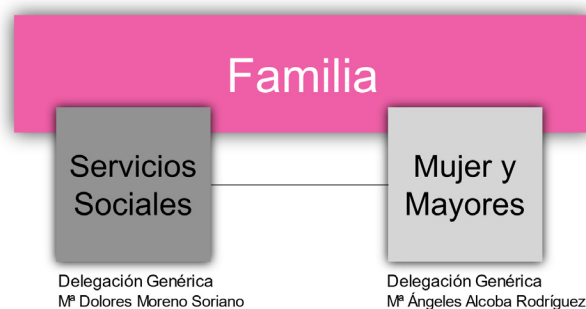 Familia
Servicios
Sociales
Mujer y
Mayores
Delegación Genérica
Mª Dolores Moreno Soriano
Delegación Genérica
Mª Ángeles Alcoba Rodríguez